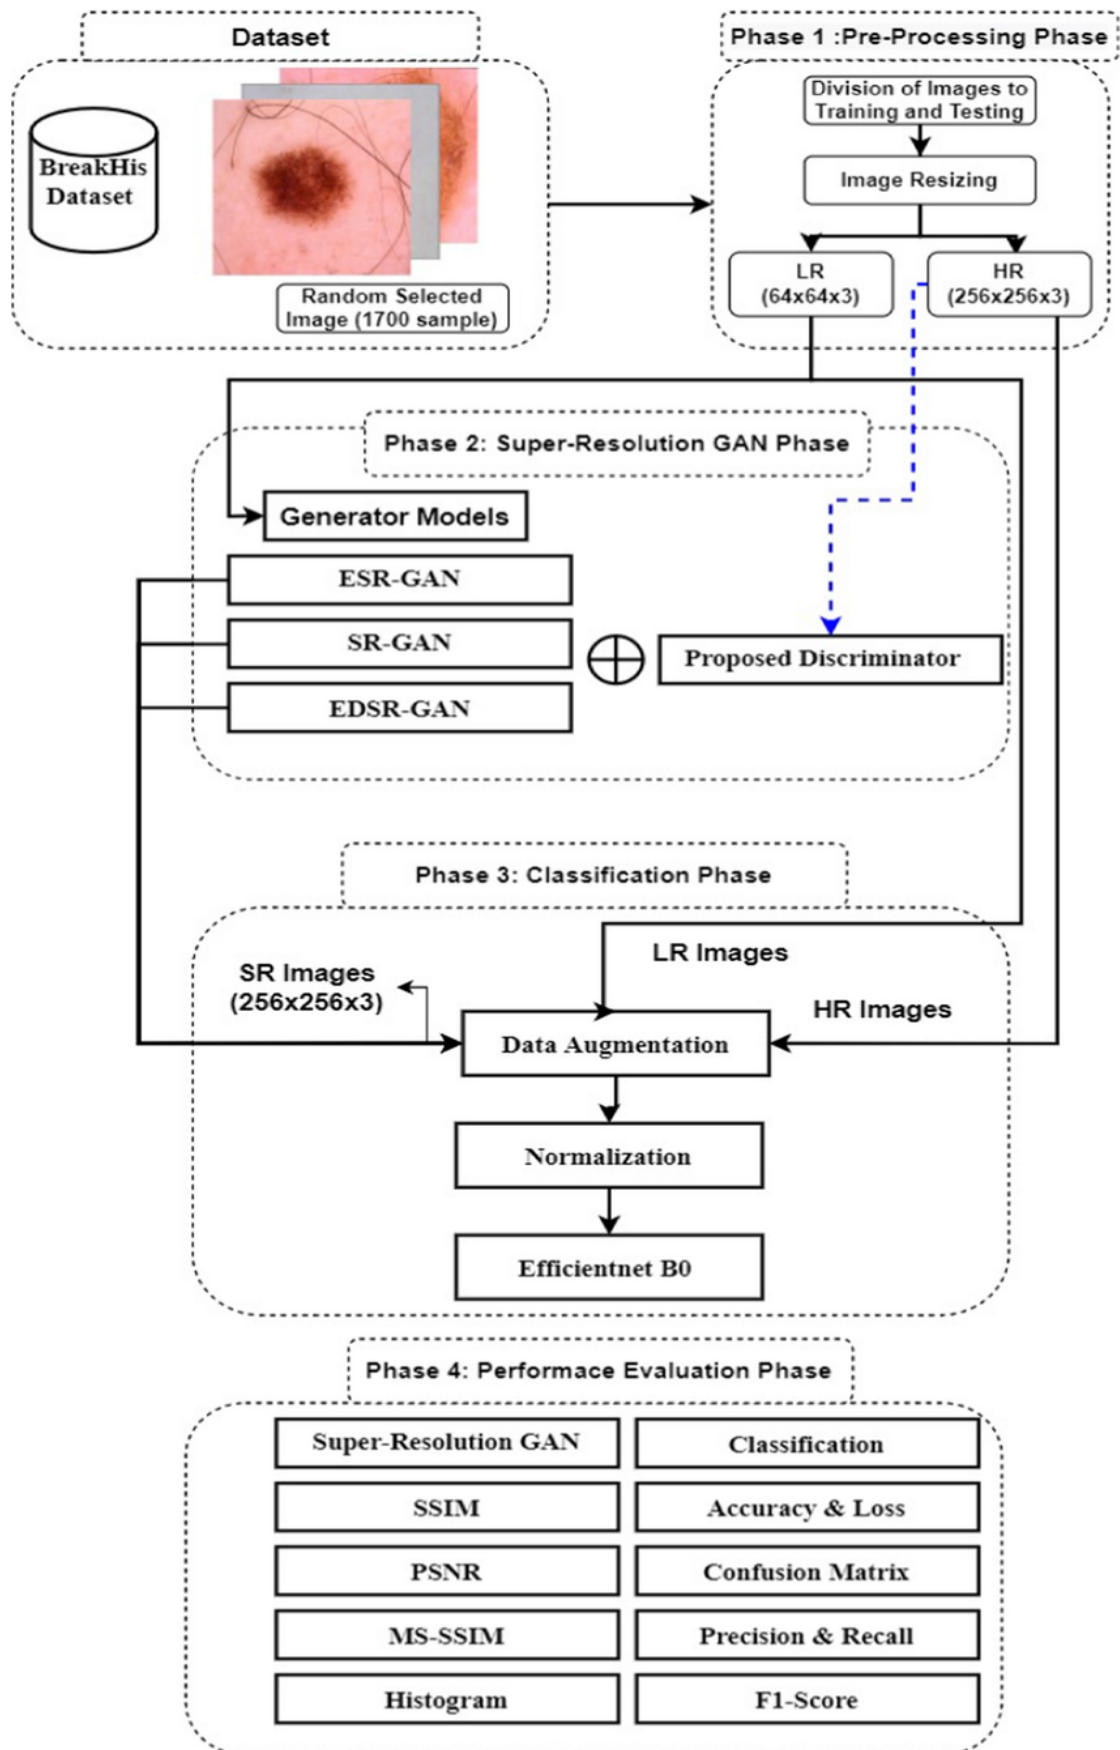 Dataset
BreakHis
Dataset
Random Selected
Image (1700 sample)
Phase 1 :Pre-Processing Phase
Division of Images to
Training and Testing
Image Resizing
LR
(64x64x3)
HR
(256x256x3)
Phase 2: Super-Resolution GAN Phase
Generator Models
ESR-GAN
SR-GAN
EDSR-GAN
Proposed Discriminator
Phase 3: Classification Phase
SR Images
(256x256x3)
LR Images
HR Images
Data Augmentation
Normalization
Efficientnet B0
Phase 4: Performace Evaluation Phase
Super-Resolution GAN
Classification
SSIM
Accuracy & Loss
PSNR
Confusion Matrix
MS-SSIM
Precision & Recall
Histogram
F1-Score